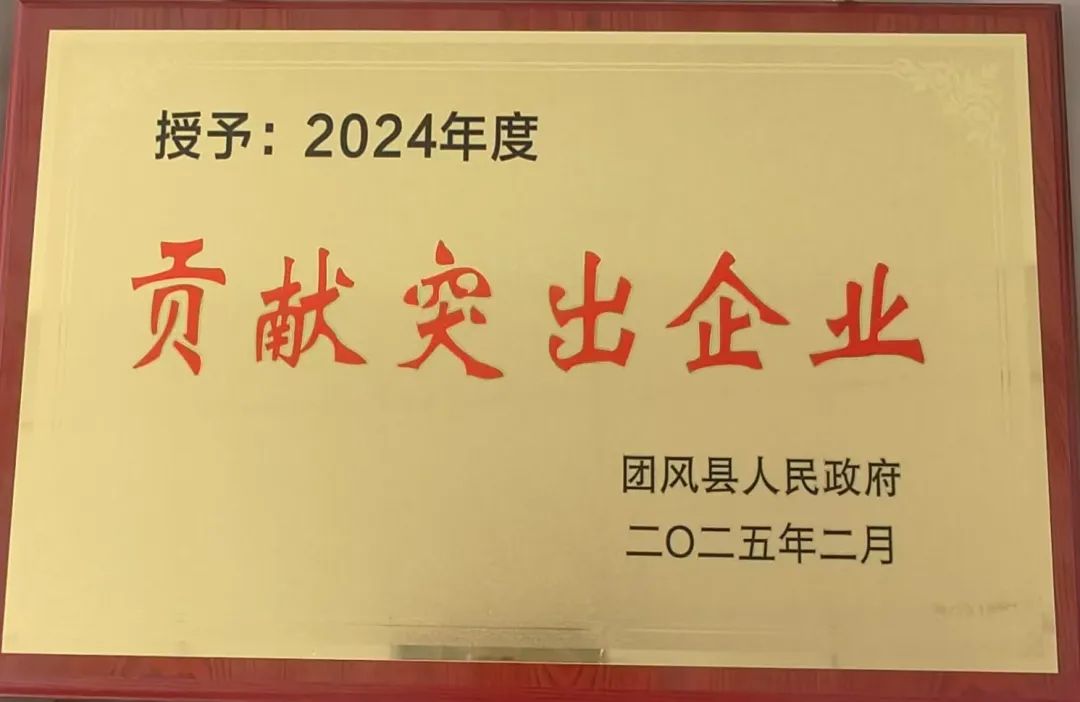 授予：2024年度
贡献突出企业
团风县人民政府
二〇二五年二月